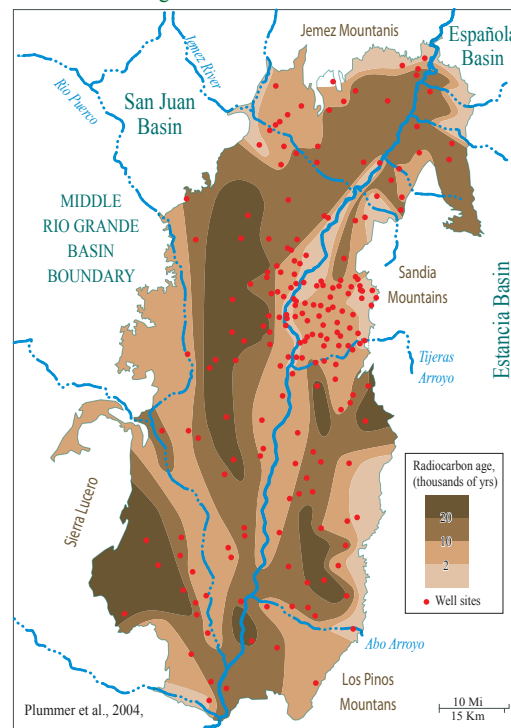 Jemez Mountanis
Española
Basin
Jemez River
Rio Puerco
San Juan
Basin
MIDDLE
RIO GRANDE
BASIN
BOUNDARY
Sandia
Mountains
Estancia Basin
Tijeras
Arroyo
Sierra Lucero
Radiocarbon age,
(thousands of yrs)
20
10
2
Well sites
Abo Arroyo
Los Pinos
Mountans
Plummer et al., 2004,
10 Mi
15 Km